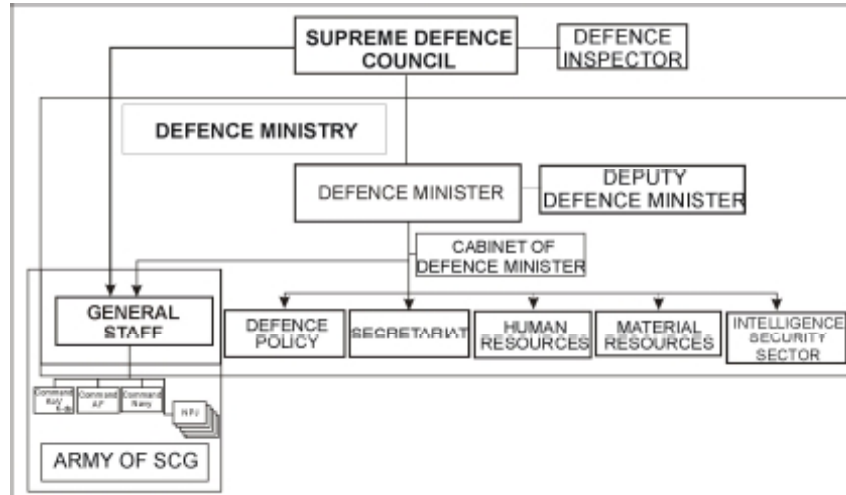 SUPREME DEFENCE
COUNCIL
DEFENCE
INSPECTOR
DEFENCE MINISTRY
DEFENCE MINISTER
DEPUTY
DEFENCE MINISTER
CABINET OF
DEFENCE MINISTER
GENERAL
STAFF
DEFENCE
POLICY
SECRETARIAT
HUMAN
RESOURCES
MATERIAL
RESOURCES
INTELLIGENCE
SECURITY
SECTOR
Command
Command
AF
Command
Navy
NPJ
ARMY OF SCG